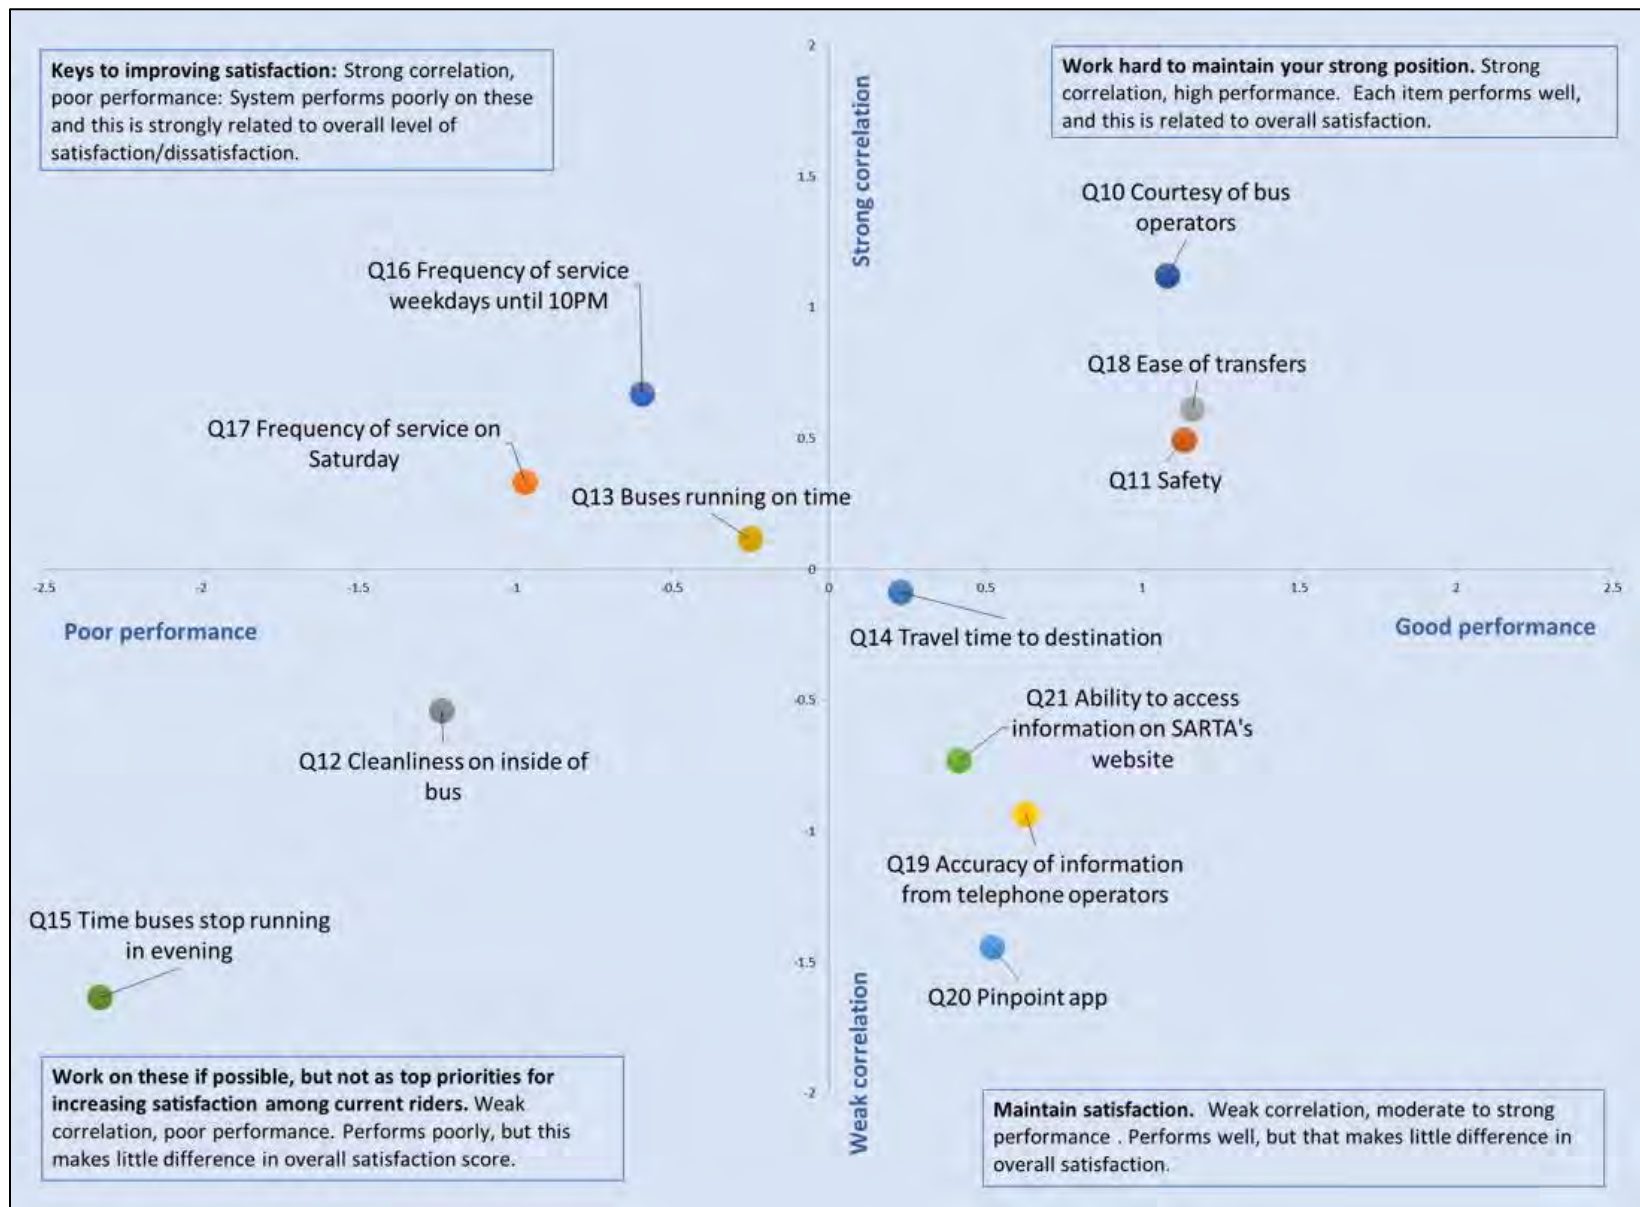 Keys to improving satisfaction: Strong correlation,
poor performance: System performs poorly on these
and this is strongly related to overall level of
satisfaction/dissatisfaction.
Work hard to maintain your strong position. Strong
correlation, high performance. Each item performs well,
and this is related to overall satisfaction.
2
1.5
1
0.5
0
-0.5
-1
-1.5
-2
Strong correlation
Weak correlation
Q10 Courtesy of bus
operators
Q16 Frequency of service
weekdays until 10PM
Q18 Ease of transfers
Q17 Frequency of service on
Saturday
Q11 Safety
Q13 Buses running on time
-2.5
-2
-1.5
-1
-0.5
0
0.5
1
1.5
2
2.5
Poor performance
Good performance
Q14 Travel time to destination
Q21 Ability to access
information on SARTA's
website
Q12 Cleanliness on inside of
bus
Q19 Accuracy of information
from telephone operators
Q15 Time buses stop running
in evening
Q20 Pinpoint app
Work on these if possible, but not as top priorities for
increasing satisfaction among current riders. Weak
correlation, poor performance. Performs poorly, but this
makes little difference in overall satisfaction score.
Maintain satisfaction. Weak correlation, moderate to strong
performance . Performs well, but that makes little difference in
overall satisfaction.